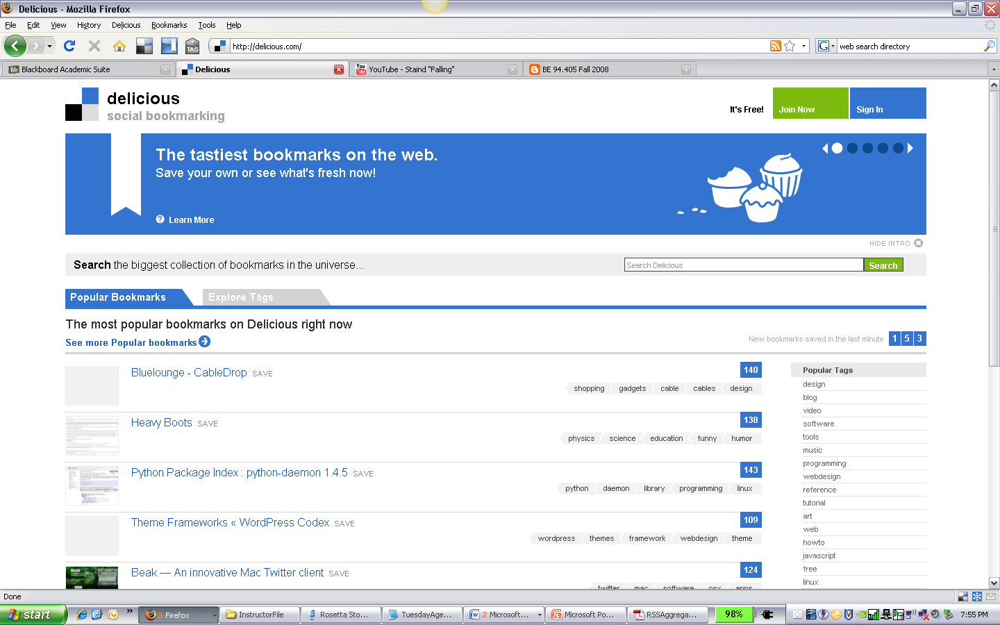 Delicious - Mozilla Firefox
File Edit View History Delicious Bookmarks Tools Help
TAG http://delicious.com/ G web search directory
Bb Blackboard Academic Suite Delicious You Tube YouTube - Staind "Falling" BE 94.405 Fall 2008
delicious
social bookmarking
It's Free! Join Now Sign In
The tastiest bookmarks on the web.
Save your own or see what's fresh now!
? Learn More
HIDE INTRO
Search the biggest collection of bookmarks in the universe... Search Delicious Search
Popular Bookmarks Explore Tags
The most popular bookmarks on Delicious right now
See more Popular bookmarks
New bookmarks saved in the last minute 1 5 3
Bluelounge - CableDrop SAVE 140
shopping gadgets cable cables design
Heavy Boots SAVE 138
physics science education funny humor
Python Package Index : python-daemon 1.4.5 SAVE 143
python daemon library programming linux
Theme Frameworks « WordPress Codex SAVE 109
wordpress themes framework webdesign theme
Beak — An innovative Mac Twitter client SAVE 124
Beak
twitter mac software osx apps
Popular Tags
design
blog
video
software
tools
music
programming
webdesign
reference
tutorial
art
web
howto
javascript
free
linux
Done
start » 3 Firefox InstructorFile Rosetta Sto... TuesdayAge... 2 Microsoft... Microsoft Po... RSSAggrega... 98% 7:55 PM